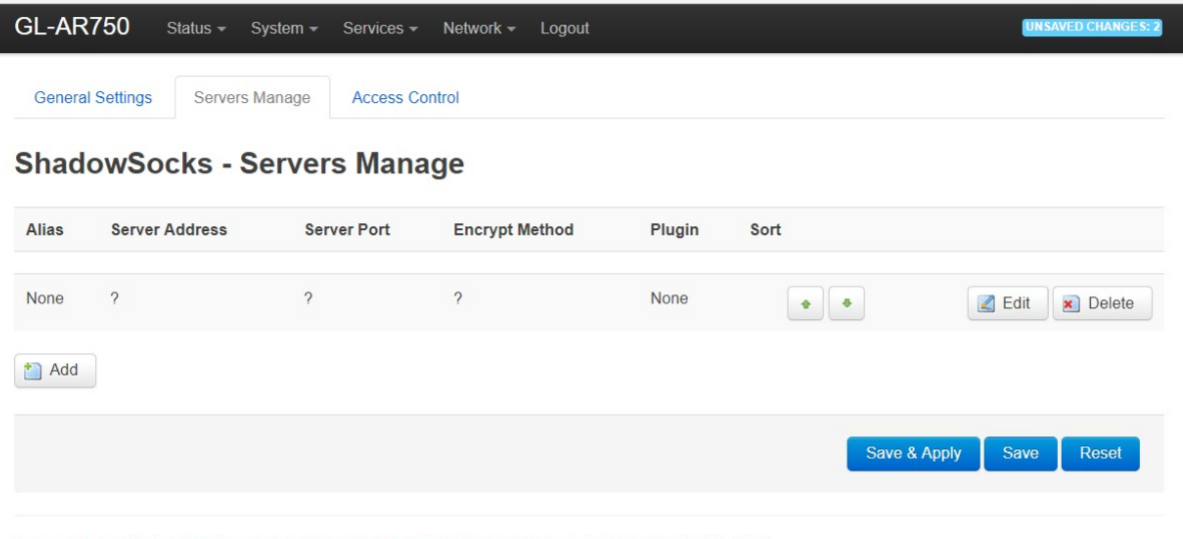 GL-AR750 Status System Services Network Logout UNSAVED CHANGES: 2
General Settings Servers Manage Access Control
ShadowSocks - Servers Manage
Alias Server Address Server Port Encrypt Method Plugin Sort
None ? ? ? None Edit Delete
Add
Save & Apply Save Reset